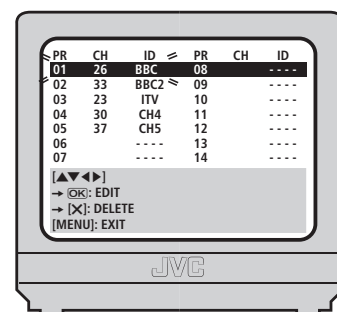 PR CH ID PR CH ID
01 26 BBC 08 - - - -
02 33 BBC2 09 - - - -
03 23 ITV 10 - - - -
04 30 CH4 11 - - - -
05 37 CH5 12 - - - -
06 - - - - 13 - - - -
07 - - - - 14 - - - -
[▲▼◀▶]
→ OK: EDIT
→ [X]: DELETE
[MENU]: EXIT
JVC